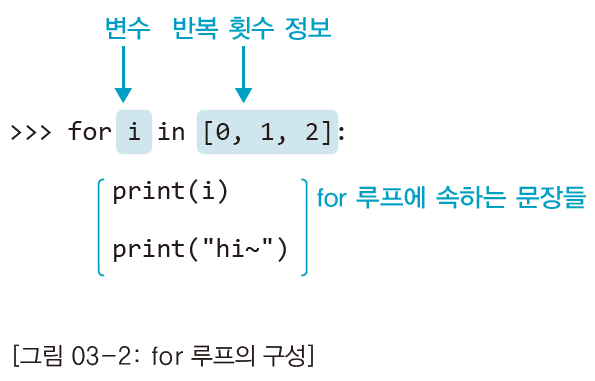 변수 반복 횟수 정보
>>> for i in [0, 1, 2]:
print(i)
for 루프에 속하는 문장들
print("hi~")
[그림 03-2: for 루프의 구성]